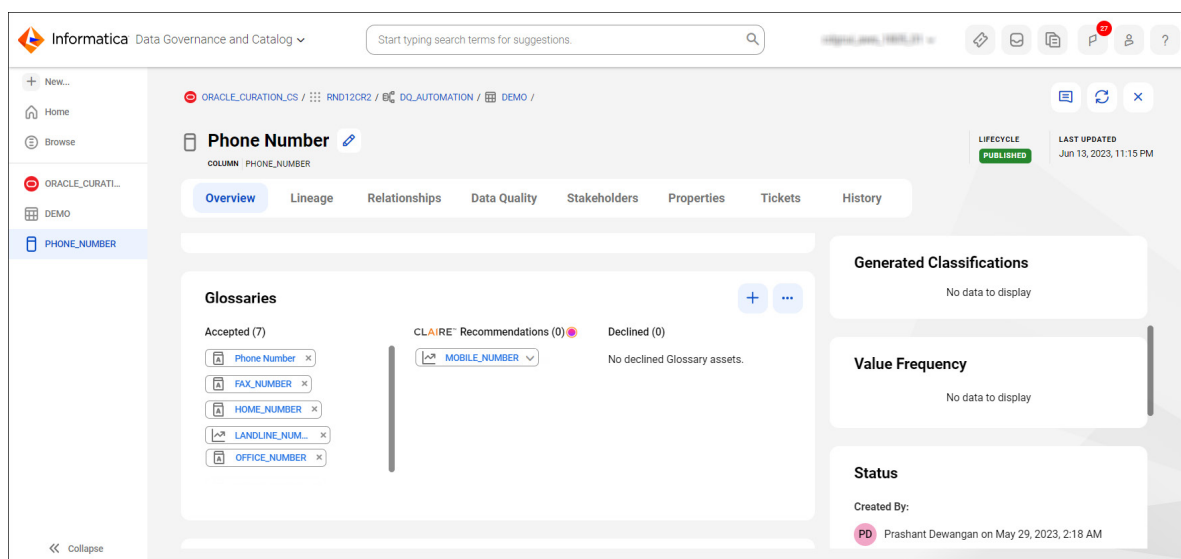 Informatica Data Governance and Catalog
Start typing search terms for suggestions.
27
?
New...
Home
Browse
ORACLE_CURATI...
DEMO
PHONE_NUMBER
Collapse
ORACLE_CURATION_CS / RND12CR2 / DQ_AUTOMATION / DEMO /
Phone Number
COLUMN PHONE_NUMBER
LIFECYCLE
PUBLISHED
LAST UPDATED
Jun 13, 2023, 11:15 PM
Overview Lineage Relationships Data Quality Stakeholders Properties Tickets History
Glossaries
Accepted (7)
Phone Number
FAX_NUMBER
HOME_NUMBER
LANDLINE_NUM...
OFFICE_NUMBER
CLAIRE™ Recommendations (0)
MOBILE_NUMBER
Declined (0)
No declined Glossary assets.
Generated Classifications
No data to display
Value Frequency
No data to display
Status
Created By:
PD Prashant Dewangan on May 29, 2023, 2:18 AM